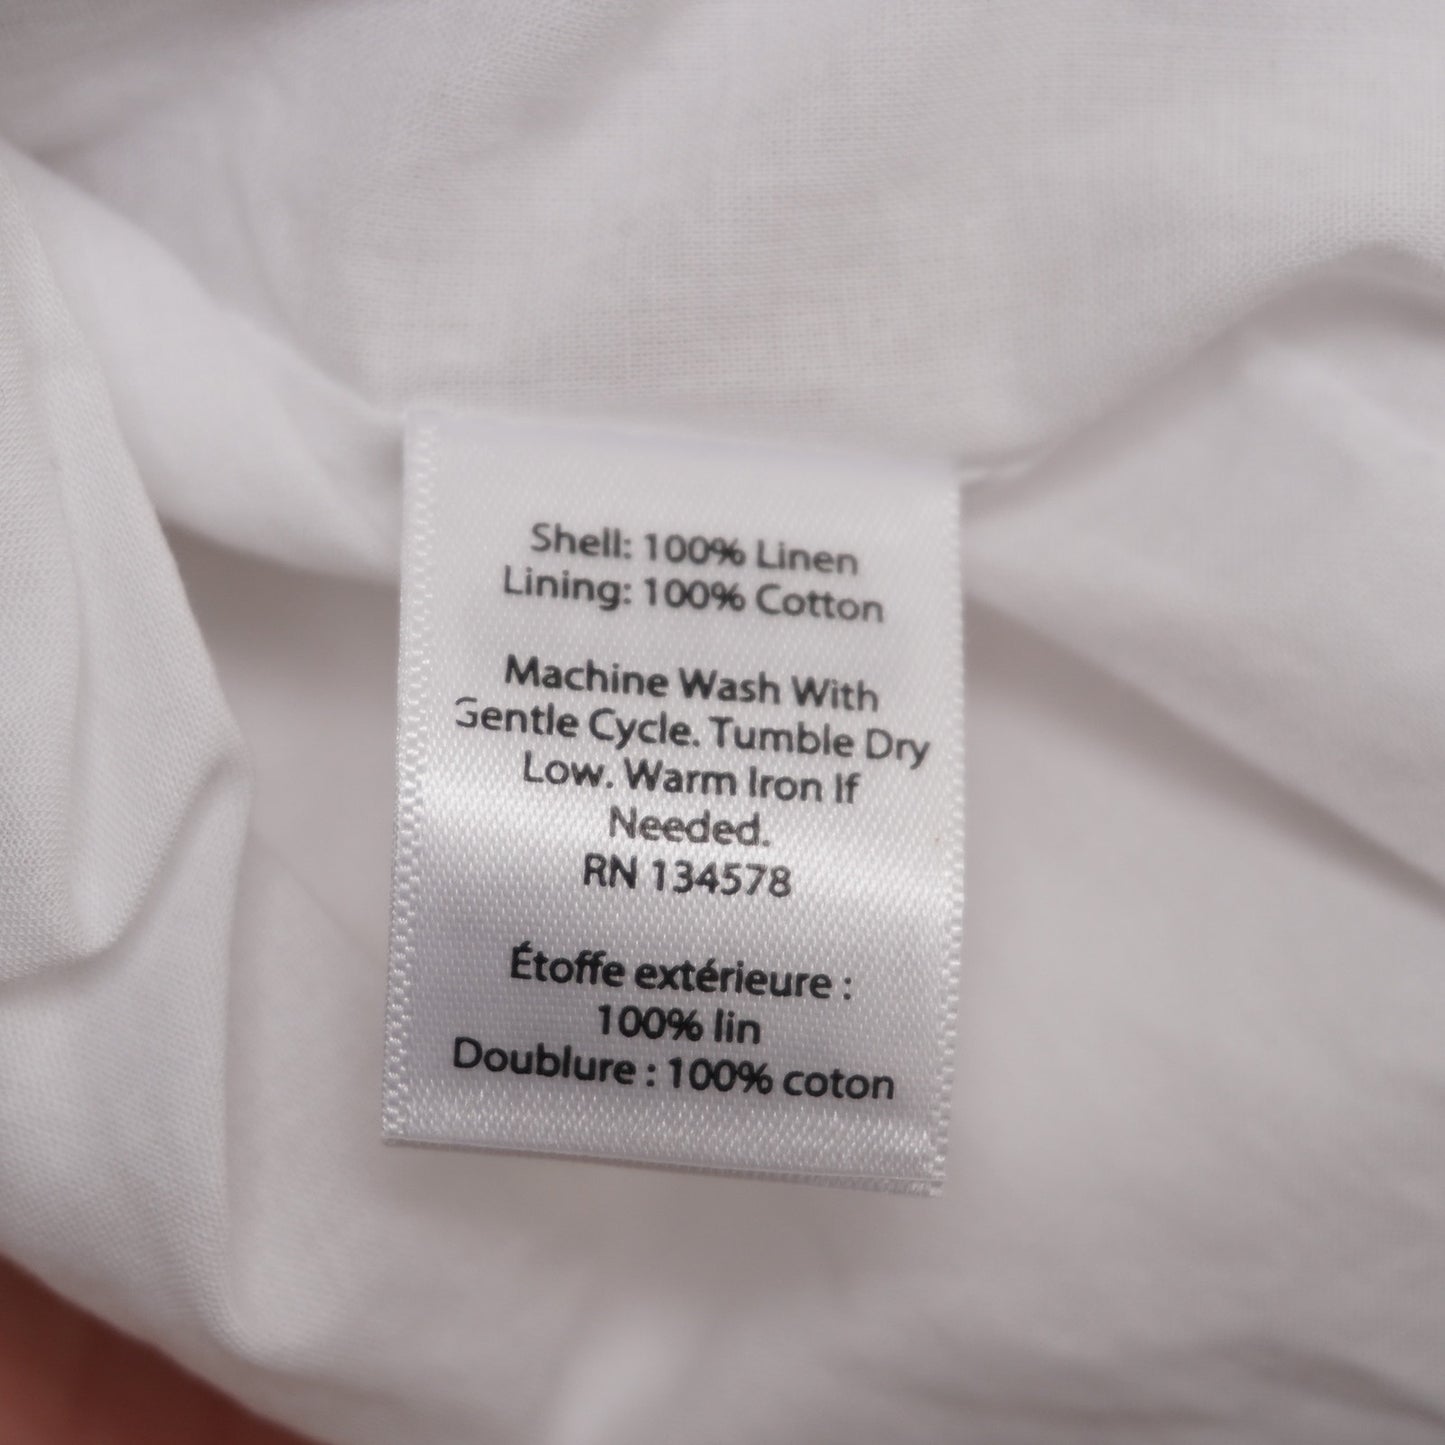 Shell: 100% Linen
Lining: 100% Cotton
Machine Wash With
Gentle Cycle. Tumble Dry
Low. Warm Iron If
Needed.
RN 134578
Étoffe extérieure :
100% lin
Doublure : 100% coton